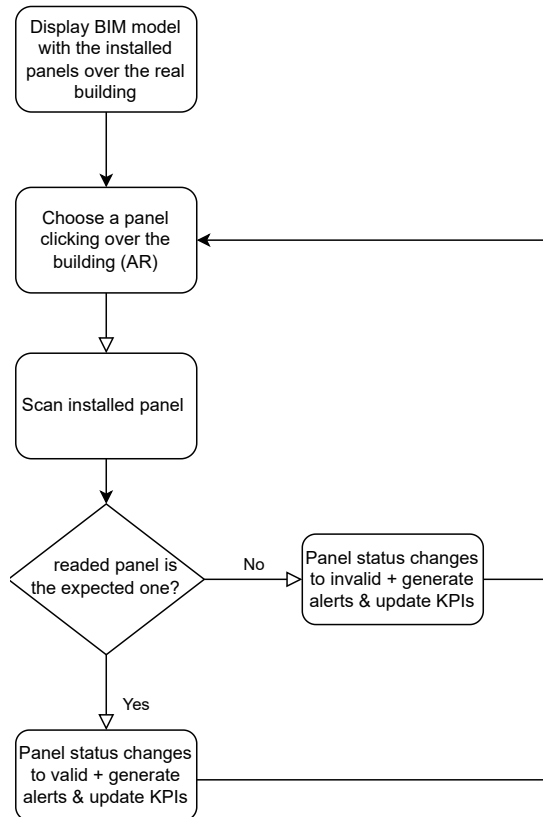 Display BIM model
with the installed
panels over the real
building
Choose a panel
clicking over the
building (AR)
Scan installed panel
readed panel is
the expected one?
No
Panel status changes
to invalid + generate
alerts & update KPIs
Yes
Panel status changes
to valid + generate
alerts & update KPIs